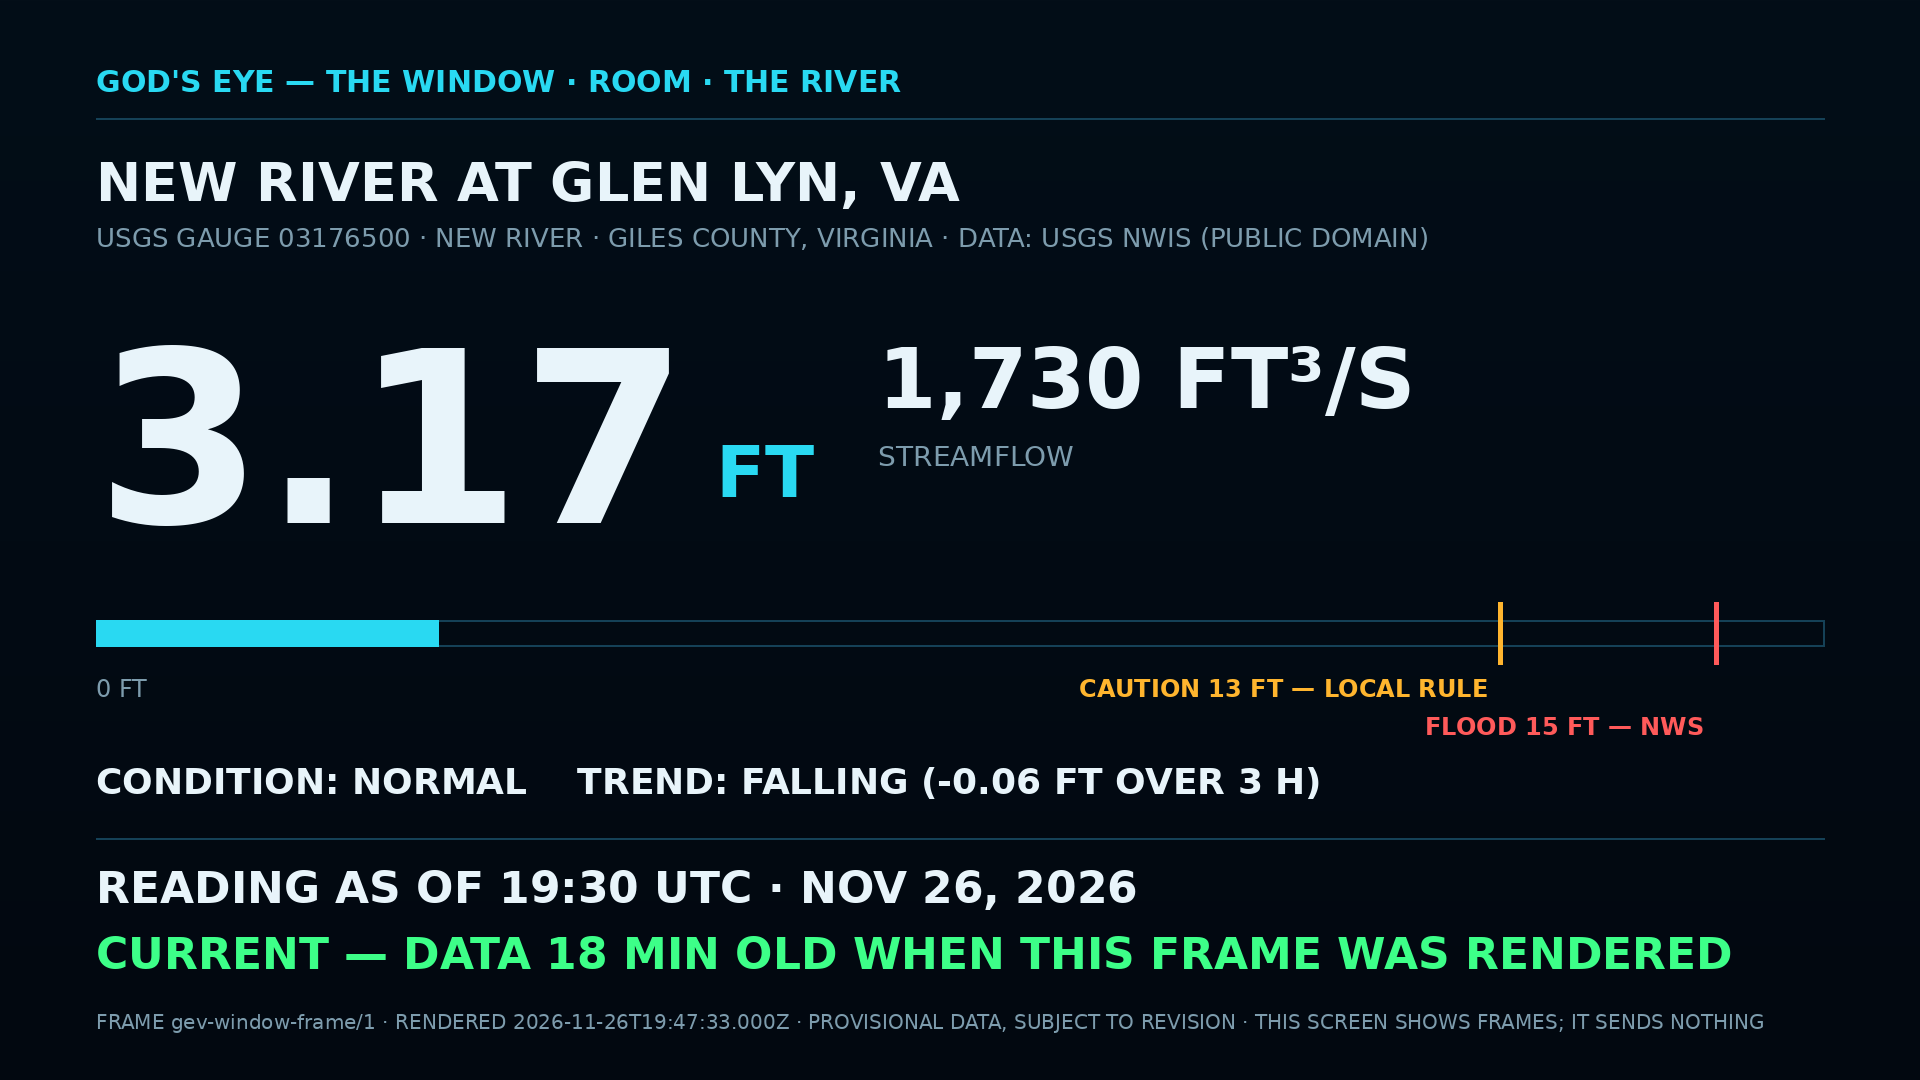 GOD'S EYE — THE WINDOW · ROOM · THE RIVER
NEW RIVER AT GLEN LYN, VA
USGS GAUGE 03176500 · NEW RIVER · GILES COUNTY, VIRGINIA · DATA: USGS NWIS (PUBLIC DOMAIN)
3.17 FT
1,730 FT³/S
STREAMFLOW
0 FT
CAUTION 13 FT — LOCAL RULE
FLOOD 15 FT — NWS
CONDITION: NORMAL TREND: FALLING (-0.06 FT OVER 3 H)
READING AS OF 19:30 UTC · NOV 26, 2026
CURRENT — DATA 18 MIN OLD WHEN THIS FRAME WAS RENDERED
FRAME gev-window-frame/1 · RENDERED 2026-11-26T19:47:33.000Z · PROVISIONAL DATA, SUBJECT TO REVISION · THIS SCREEN SHOWS FRAMES; IT SENDS NOTHING